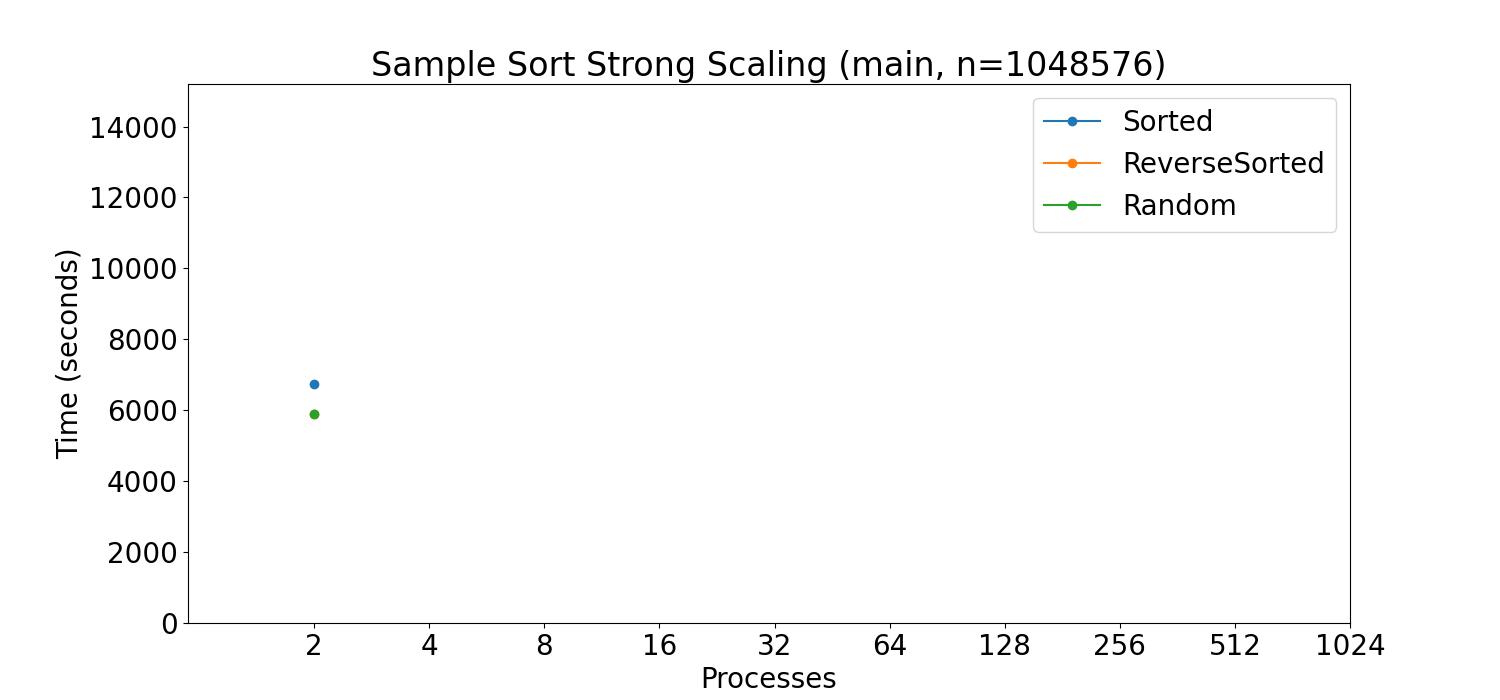 Sample Sort Strong Scaling (main, n=1048576)
Sorted
ReverseSorted
Random
Time (seconds)
14000
12000
10000
8000
6000
4000
2000
0
2 4 8 16 32 64 128 256 512 1024
Processes